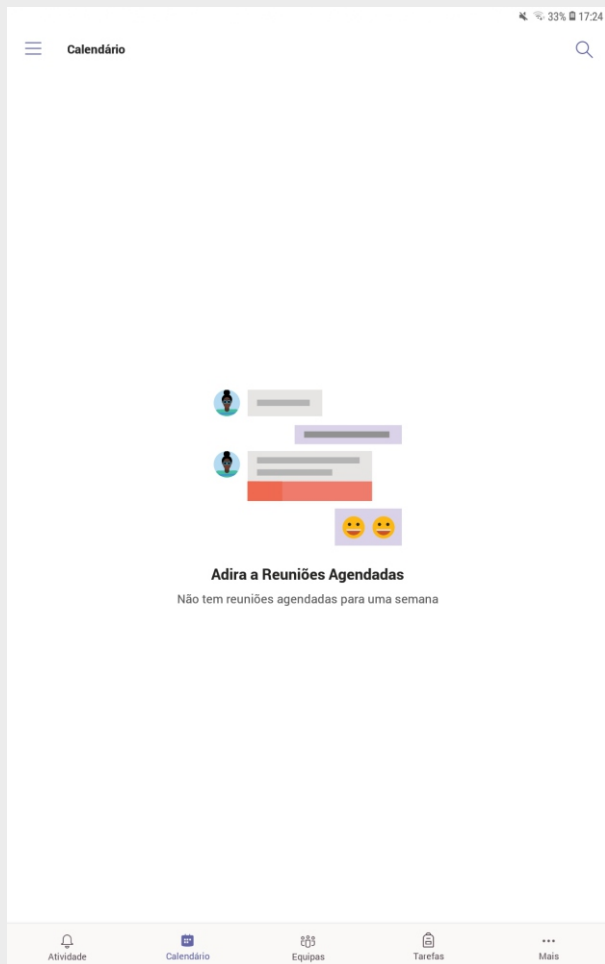 33% 17:24
Calendário
Adira a Reuniões Agendadas
Não tem reuniões agendadas para uma semana
Atividade Calendário Equipas Tarefas Mais